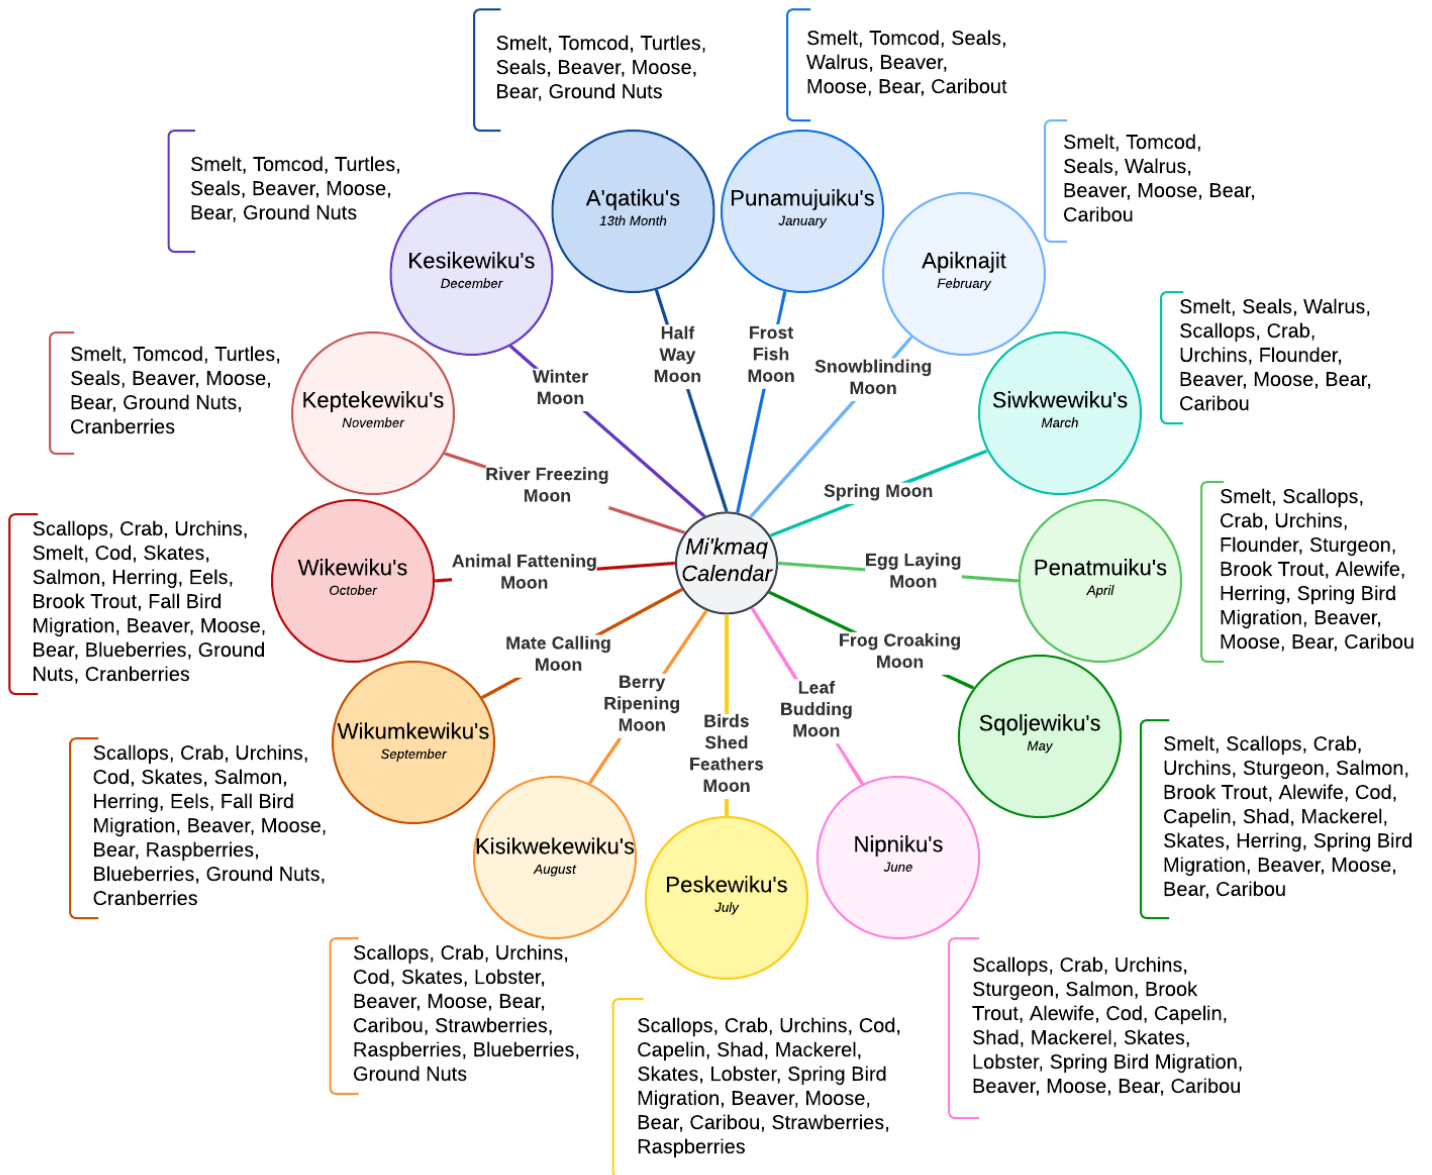 Smelt, Tomcod, Turtles,
Seals, Beaver, Moose,
Bear, Ground Nuts
Smelt, Tomcod, Seals,
Walrus, Beaver,
Moose, Bear, Caribout
Smelt, Tomcod,
Seals, Walrus,
Beaver, Moose, Bear,
Caribou
Smelt, Tomcod, Turtles,
Seals, Beaver, Moose,
Bear, Ground Nuts
A'qatiku's
13th Month
Punamujuiku's
January
Kesikewiku's
December
Apiknajit
February
Half
Way
Moon
Frost
Fish
Moon
Snowblinding
Moon
Winter
Moon
Smelt, Seals, Walrus,
Scallops, Crab,
Urchins, Flounder,
Beaver, Moose, Bear,
Caribou
Smelt, Tomcod, Turtles,
Seals, Beaver, Moose,
Bear, Ground Nuts,
Cranberries
Keptekewiku's
November
Siwkwewiku's
March
River Freezing
Moon
Spring Moon
Smelt, Scallops,
Crab, Urchins,
Flounder, Sturgeon,
Brook Trout, Alewife,
Herring, Spring Bird
Migration, Beaver,
Moose, Bear, Caribou
Scallops, Crab, Urchins,
Smelt, Cod, Skates,
Salmon, Herring, Eels,
Brook Trout, Fall Bird
Migration, Beaver, Moose,
Bear, Blueberries, Ground
Nuts, Cranberries
Wikewiku's
October
Animal Fattening
Moon
Mi'kmaq
Calendar
Egg Laying
Moon
Penatmuiku's
April
Mate Calling
Moon
Frog Croaking
Moon
Berry
Ripening
Moon
Birds
Shed
Feathers
Moon
Leaf
Budding
Moon
Wikumkewiku's
September
Sqoljewiku's
May
Scallops, Crab, Urchins,
Cod, Skates, Salmon,
Herring, Eels, Fall Bird
Migration, Beaver, Moose,
Bear, Raspberries,
Blueberries, Ground Nuts,
Cranberries
Smelt, Scallops, Crab,
Urchins, Sturgeon, Salmon,
Brook Trout, Alewife, Cod,
Capelin, Shad, Mackerel,
Skates, Herring, Spring Bird
Migration, Beaver, Moose,
Bear, Caribou
Kisikwekewiku's
August
Peskewiku's
July
Nipniku's
June
Scallops, Crab, Urchins,
Cod, Skates, Lobster,
Beaver, Moose, Bear,
Caribou, Strawberries,
Raspberries, Blueberries,
Ground Nuts
Scallops, Crab, Urchins, Cod,
Capelin, Shad, Mackerel,
Skates, Lobster, Spring Bird
Migration, Beaver, Moose,
Bear, Caribou, Strawberries,
Raspberries
Scallops, Crab, Urchins,
Sturgeon, Salmon, Brook
Trout, Alewife, Cod, Capelin,
Shad, Mackerel, Skates,
Lobster, Spring Bird Migration,
Beaver, Moose, Bear, Caribou